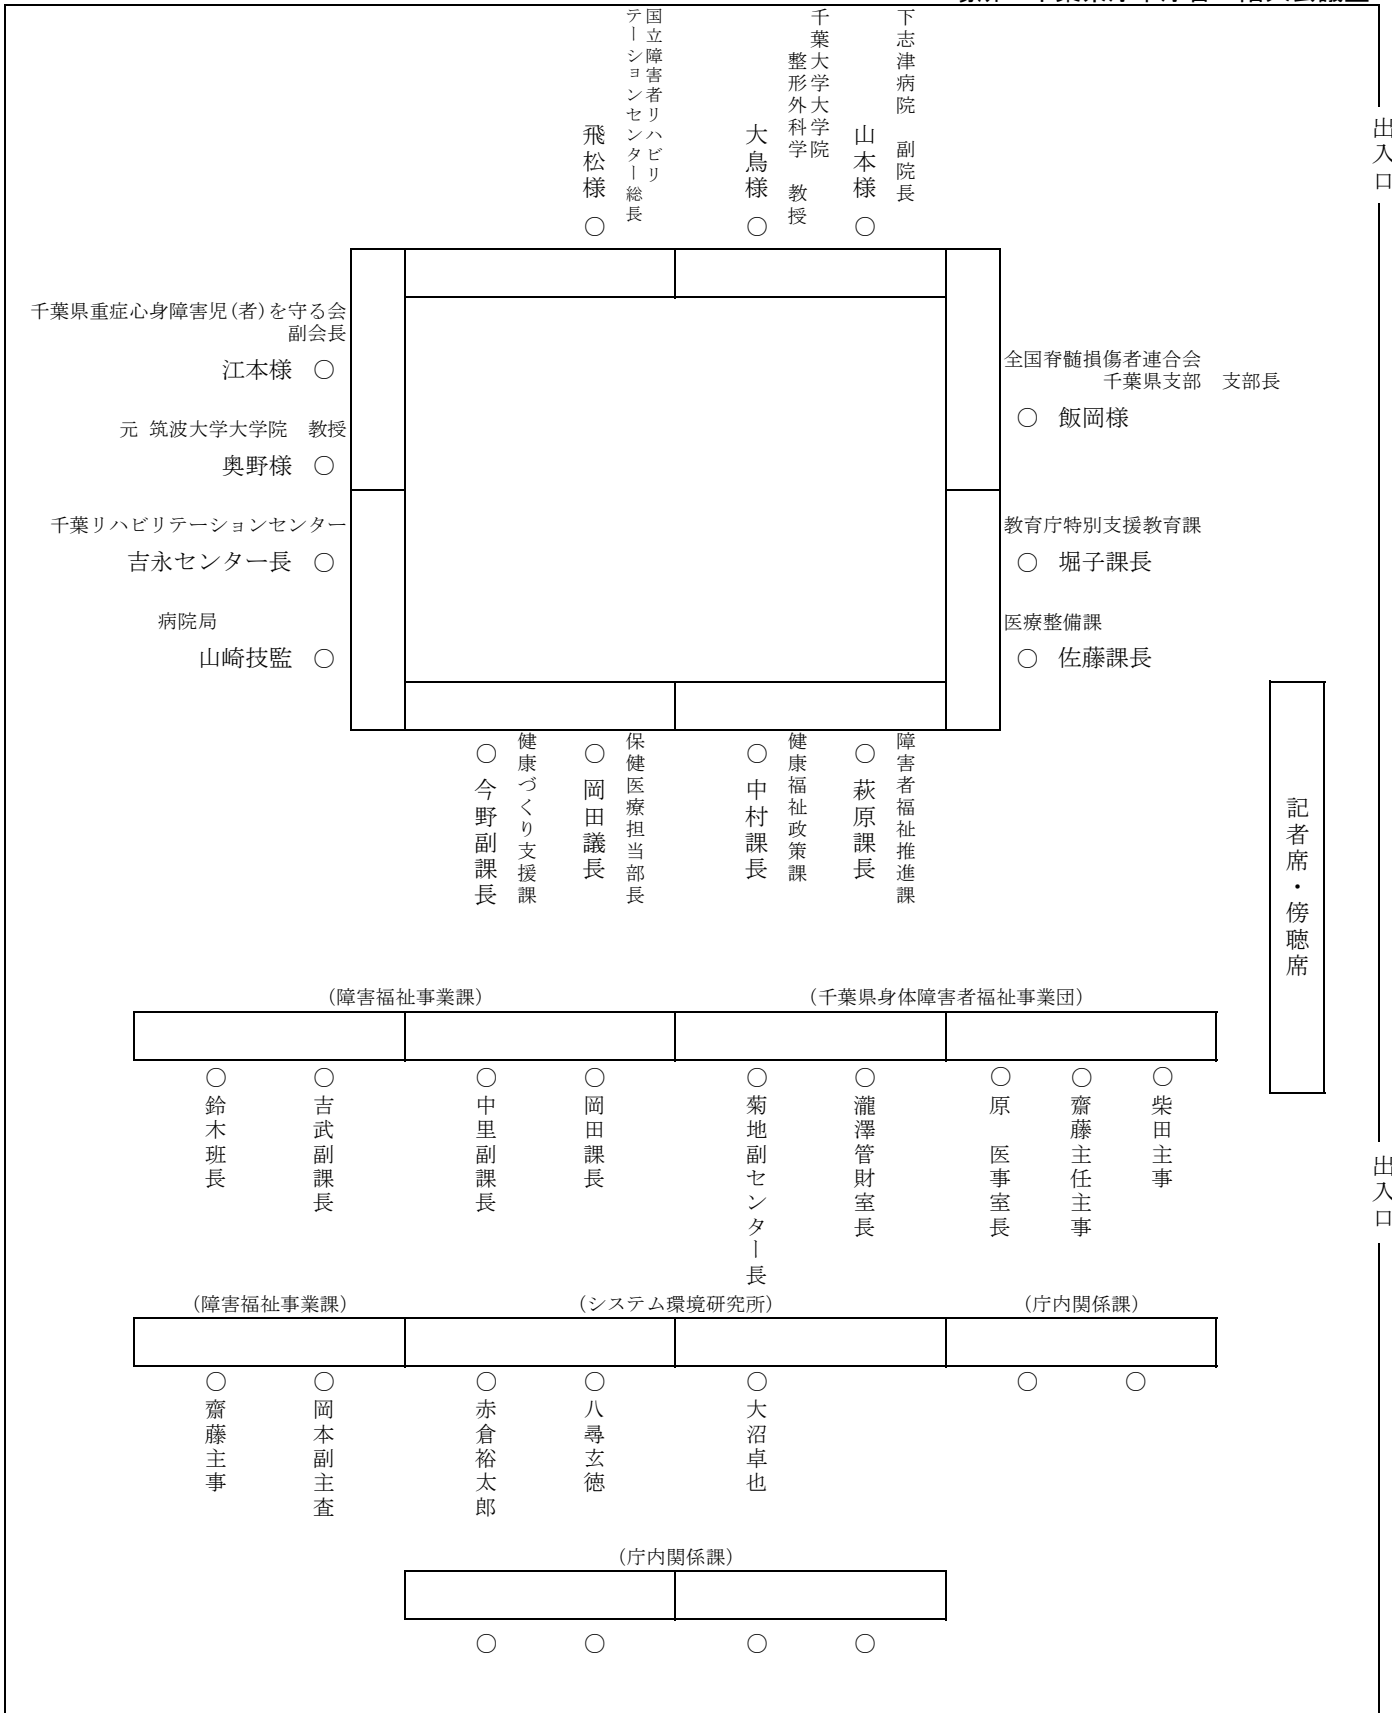 出入口
下志津病院　副院長
山本様 ○
千葉大学大学院
整形外科学　教授
大鳥様 ○
国立障害者リハビリ
テーションセンター総長
飛松様 ○
千葉県重症心身障害児(者)を守る会
副会長
江本様 ○
元 筑波大学大学院　教授
奥野様 ○
千葉リハビリテーションセンター
吉永センター長 ○
病院局
山崎技監 ○
全国脊髄損傷者連合会
千葉県支部　支部長
○ 飯岡様
教育庁特別支援教育課
○ 堀子課長
医療整備課
○ 佐藤課長
障害者福祉推進課
○ 萩原課長
健康福祉政策課
○ 中村課長
保健医療担当部長
○ 岡田議長
健康づくり支援課
○ 今野副課長
記者席・傍聴席
(障害福祉事業課)
(千葉県身体障害者福祉事業団)
○ 柴田主事
○ 齋藤主任主事
○ 原　医事室長
○ 瀧澤管財室長
○ 菊地副センター長
○ 岡田課長
○ 中里副課長
○ 吉武副課長
○ 鈴木班長
出入口
(障害福祉事業課)
(システム環境研究所)
(庁内関係課)
○
○
○ 大沼卓也
○ 八尋玄徳
○ 赤倉裕太郎
○ 岡本副主査
○ 齋藤主事
(庁内関係課)
○ ○ ○ ○